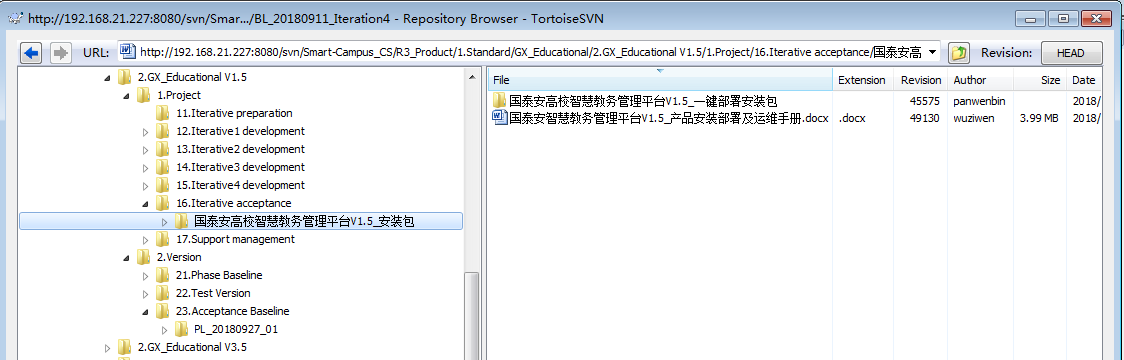 http://192.168.21.227:8080/svn/Smar.../BL_20180911_Iteration4 - Repository Browser - TortoiseSVN
URL: http://192.168.21.227:8080/svn/Smart-Campus_CS/R3_Product/1.Standard/GX_Educational/2.GX_Educational V1.5/1.Project/16.Iterative acceptance/国泰安高 Revision: HEAD
2.GX_Educational V1.5
1.Project
11.Iterative preparation
12.Iterative1 development
13.Iterative2 development
14.Iterative3 development
15.Iterative4 development
16.Iterative acceptance
国泰安高校智慧教务管理平台V1.5_安装包
17.Support management
2.Version
21.Phase Baseline
22.Test Version
23.Acceptance Baseline
PL_20180927_01
2.GX_Educational V3.5
File Extension Revision Author Size Date
国泰安高校智慧教务管理平台V1.5_一键部署安装包 45575 panwenbin 2018/
国泰安智慧教务管理平台V1.5_产品安装部署及运维手册.docx .docx 49130 wuziwen 3.99 MB 2018/